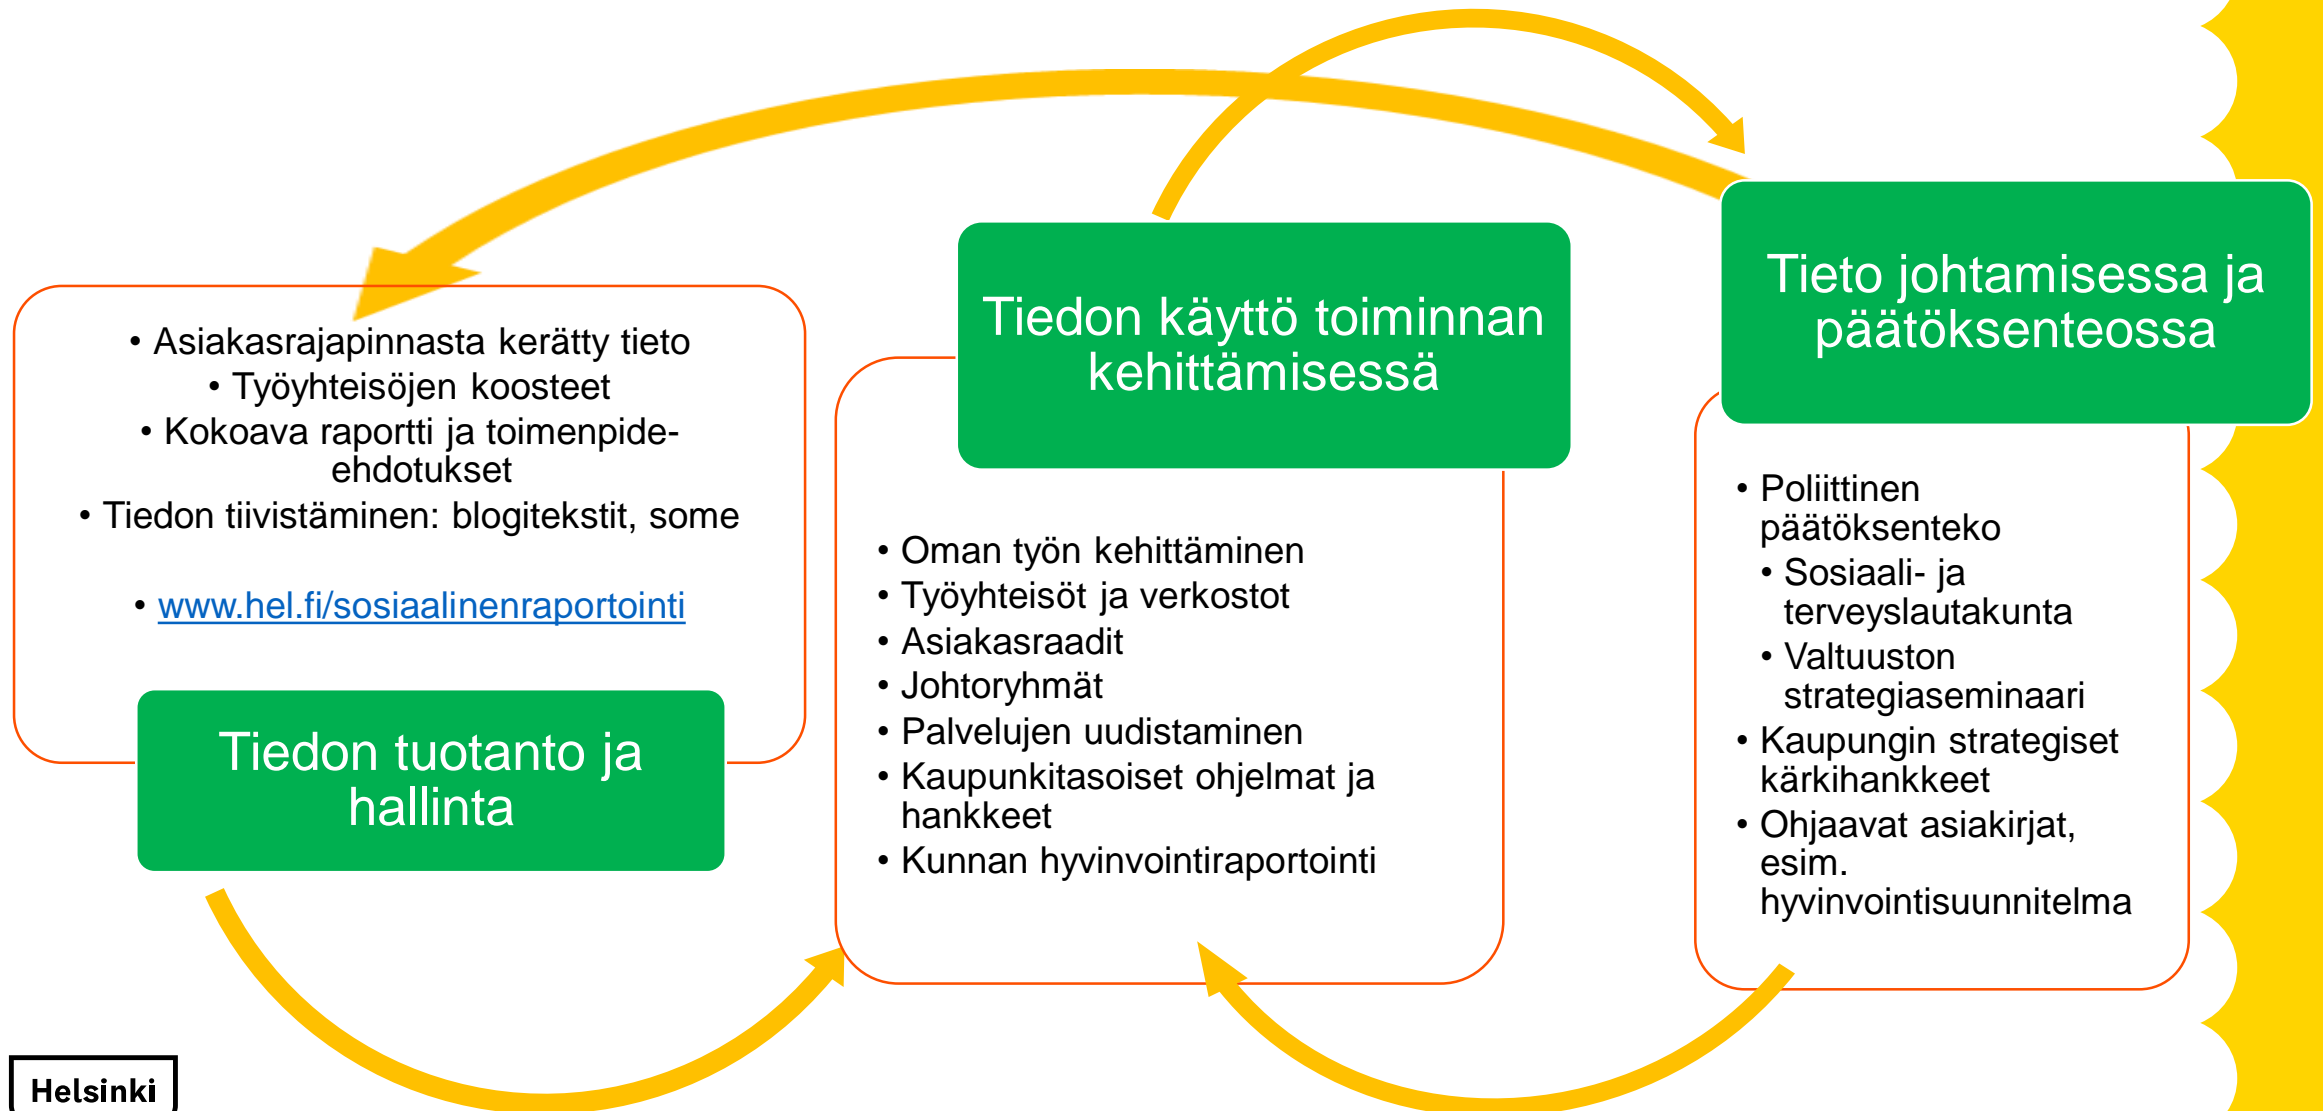 • Asiakasrajapinnasta kerätty tieto
• Työyhteisöjen koosteet
• Kokoava raportti ja toimenpide-
ehdotukset
• Tiedon tiivistäminen: blogitekstit, some
• www.hel.fi/sosiaalinenraportointi
Tiedon tuotanto ja
hallinta
Tiedon käyttö toiminnan
kehittämisessä
• Oman työn kehittäminen
• Työyhteisöt ja verkostot
• Asiakasraadit
• Johtoryhmät
• Palvelujen uudistaminen
• Kaupunkitasoiset ohjelmat ja
hankkeet
• Kunnan hyvinvointiraportointi
Tieto johtamisessa ja
päätöksenteossa
• Poliittinen
päätöksenteko
• Sosiaali- ja
terveyslautakunta
• Valtuuston
strategiaseminaari
• Kaupungin strategiset
kärkihankkeet
• Ohjaavat asiakirjat,
esim.
hyvinvointisuunnitelma
Helsinki